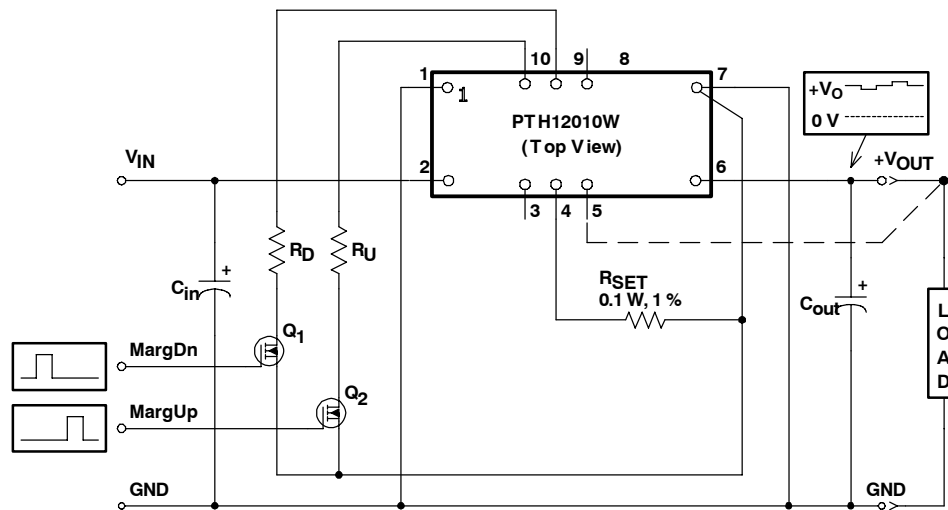 10 9 8
1 7
1
+VO
0 V
PTH12010W
(Top View)
VIN
2 6
+VOUT
3 4 5
RD RU
RSET
0.1 W, 1 %
Cin
Cout
LOAD
Q1
MargDn
Q2
MargUp
GND GND